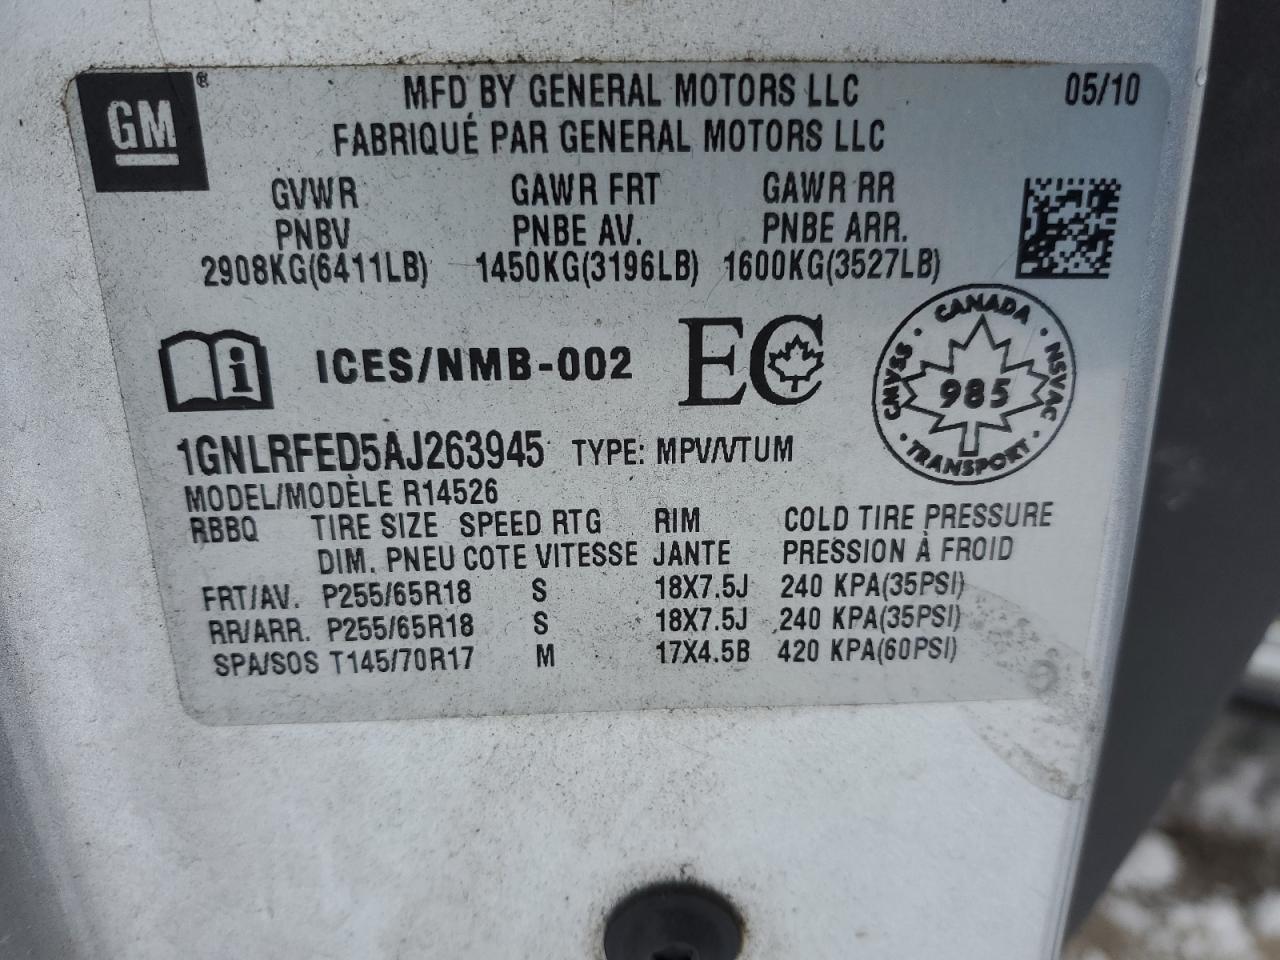 GM®
MFD BY GENERAL MOTORS LLC 05/10
FABRIQUÉ PAR GENERAL MOTORS LLC
GVWR GAWR FRT GAWR RR
PNBV PNBE AV. PNBE ARR.
2908KG(6411LB) 1450KG(3196LB) 1600KG(3527LB)
i ICES/NMB-002 EC
CANADA
CMVSS 985 NSVAC
TRANSPORT
1GNLRFED5AJ263945 TYPE: MPV/VTUM
MODEL/MODÈLE R14526
RBBQ TIRE SIZE SPEED RTG RIM COLD TIRE PRESSURE
DIM. PNEU COTE VITESSE JANTE PRESSION À FROID
FRT/AV. P255/65R18 S 18X7.5J 240 KPA(35PSI)
RR/ARR. P255/65R18 S 18X7.5J 240 KPA(35PSI)
SPA/SOS T145/70R17 M 17X4.5B 420 KPA(60PSI)